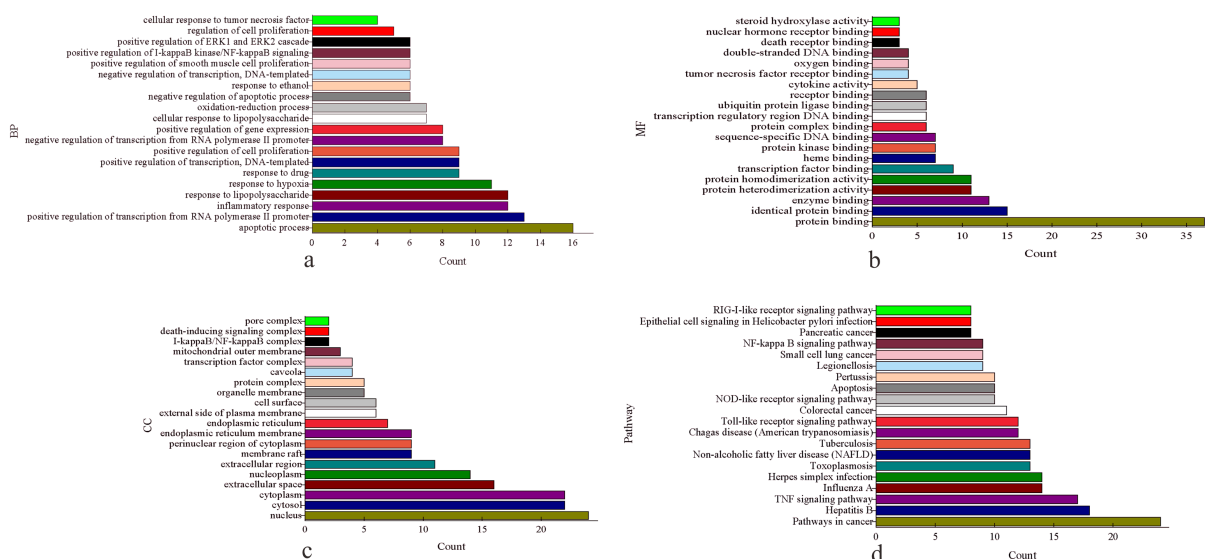 cellular response to tumor necrosis factor
regulation of cell proliferation
positive regulation of ERK1 and ERK2 cascade
positive regulation of I-kappaB kinase/NF-kappaB signaling
positive regulation of smooth muscle cell proliferation
negative regulation of transcription, DNA-templated
response to ethanol
negative regulation of apoptotic process
oxidation-reduction process
cellular response to lipopolysaccharide
positive regulation of gene expression
negative regulation of transcription from RNA polymerase II promoter
positive regulation of cell proliferation
positive regulation of transcription, DNA-templated
response to drug
response to hypoxia
response to lipopolysaccharide
inflammatory response
positive regulation of transcription from RNA polymerase II promoter
apoptotic process
BP
0 2 4 6 8 10 12 14 16
Count
a
steroid hydroxylase activity
nuclear hormone receptor binding
death receptor binding
double-stranded DNA binding
oxygen binding
tumor necrosis factor receptor binding
cytokine activity
receptor binding
ubiquitin protein ligase binding
transcription regulatory region DNA binding
protein complex binding
sequence-specific DNA binding
protein kinase binding
heme binding
transcription factor binding
protein homodimerization activity
protein heterodimerization activity
enzyme binding
identical protein binding
protein binding
MF
0 5 10 15 20 25 30 35
Count
b
pore complex
death-inducing signaling complex
I-kappaB/NF-kappaB complex
mitochondrial outer membrane
transcription factor complex
caveola
protein complex
organelle membrane
cell surface
external side of plasma membrane
endoplasmic reticulum
endoplasmic reticulum membrane
perinuclear region of cytoplasm
membrane raft
extracellular region
nucleoplasm
extracellular space
cytoplasm
cytosol
nucleus
CC
0 5 10 15 20
Count
c
RIG-I-like receptor signaling pathway
Epithelial cell signaling in Helicobacter pylori infection
Pancreatic cancer
NF-kappa B signaling pathway
Small cell lung cancer
Legionellosis
Pertussis
Apoptosis
NOD-like receptor signaling pathway
Colorectal cancer
Toll-like receptor signaling pathway
Chagas disease (American trypanosomiasis)
Tuberculosis
Non-alcoholic fatty liver disease (NAFLD)
Toxoplasmosis
Herpes simplex infection
Influenza A
TNF signaling pathway
Hepatitis B
Pathways in cancer
Pathway
0 5 10 15 20
Count
d